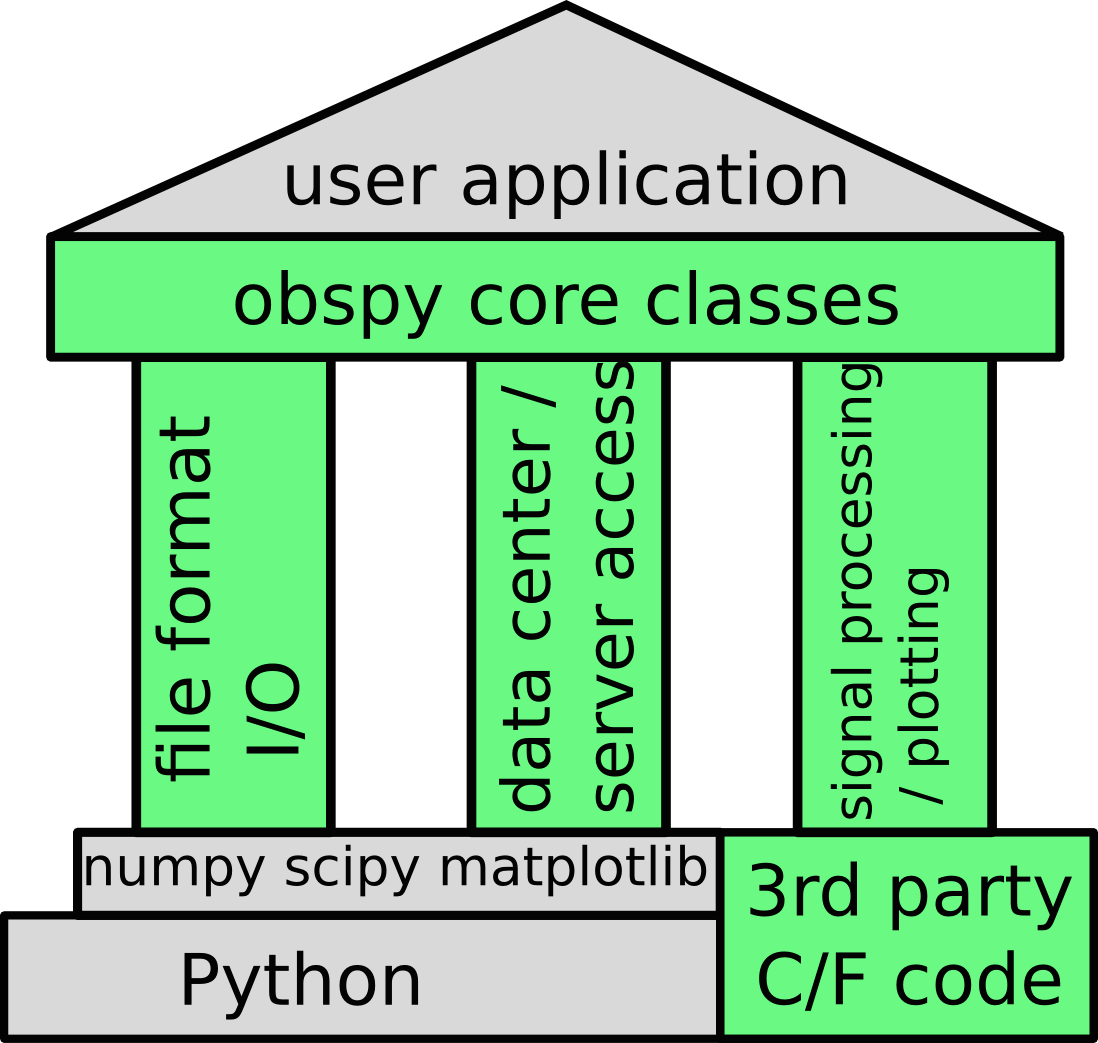 user application
obspy core classes
file format
I/O
data center /
server access
signal processing
/ plotting
numpy scipy matplotlib
3rd party
C/F code
Python